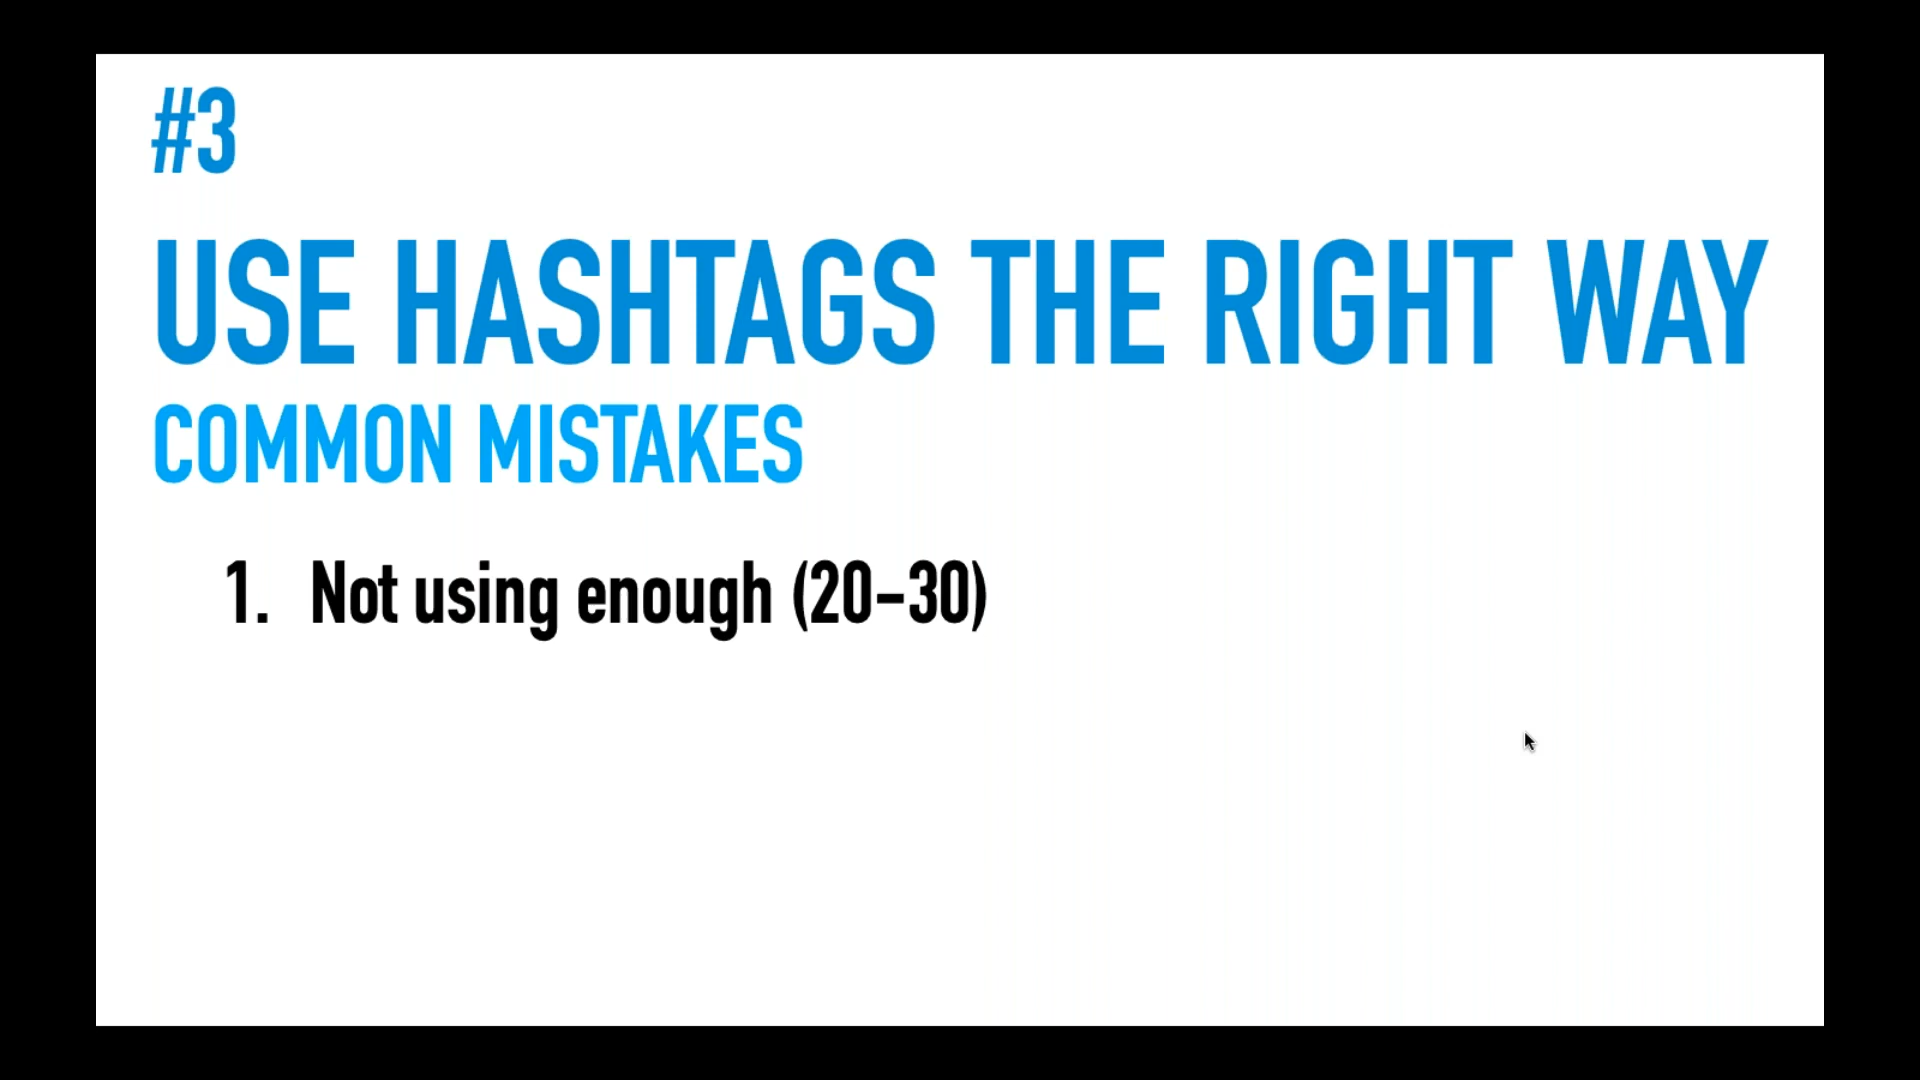 #3
USE HASHTAGS THE RIGHT WAY
COMMON MISTAKES
1. Not using enough (20-30)